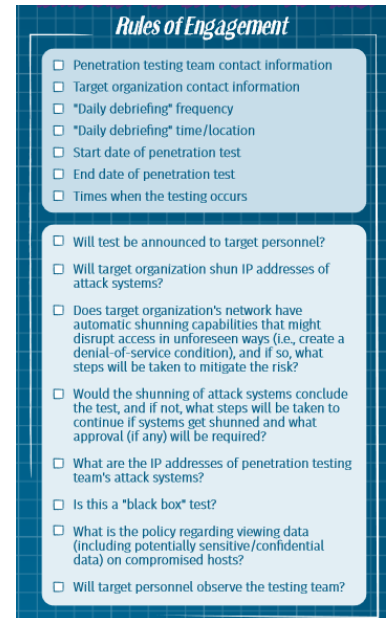 Rules of Engagement
Penetration testing team contact information
Target organization contact information
"Daily debriefing" frequency
"Daily debriefing" time/location
Start date of penetration test
End date of penetration test
Times when the testing occurs
Will test be announced to target personnel?
Will target organization shun IP addresses of
attack systems?
Does target organization's network have
automatic shunning capabilities that might
disrupt access in unforeseen ways (i.e., create a
denial-of-service condition), and if so, what
steps will be taken to mitigate the risk?
Would the shunning of attack systems conclude
the test, and if not, what steps will be taken to
continue if systems get shunned and what
approval (if any) will be required?
What are the IP addresses of penetration testing
team's attack systems?
Is this a "black box" test?
What is the policy regarding viewing data
(including potentially sensitive/confidential
data) on compromised hosts?
Will target personnel observe the testing team?